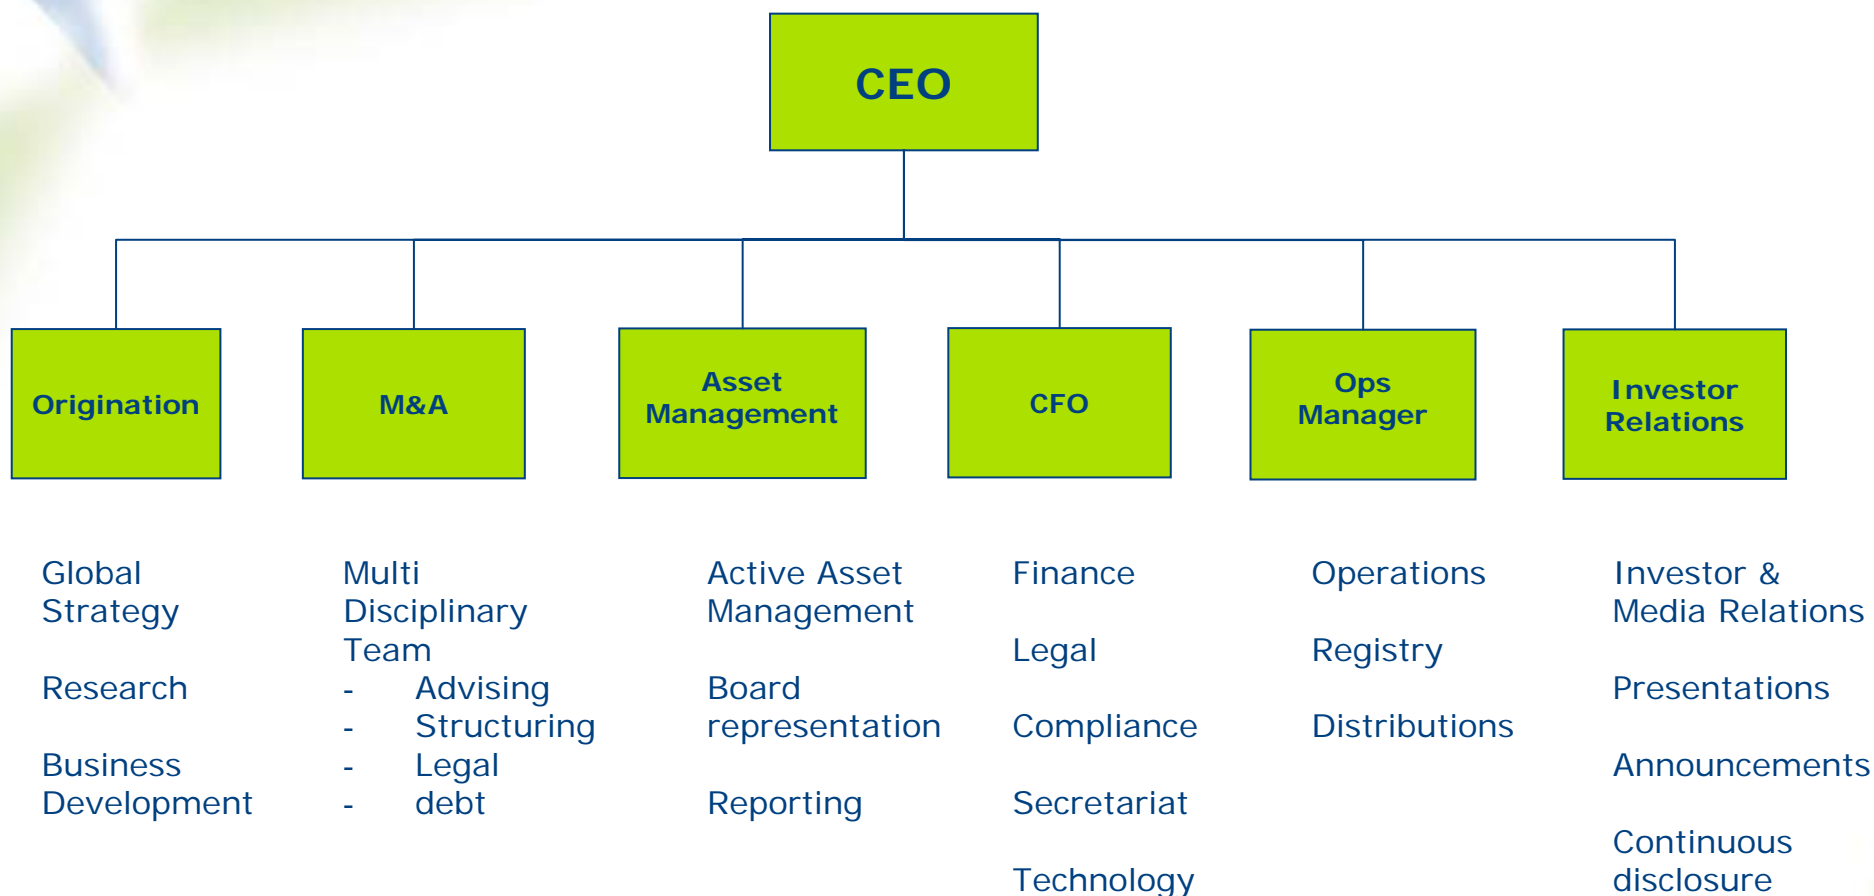 CEO
Origination
M&A
Asset
Management
CFO
Ops
Manager
Investor
Relations
Global
Strategy
Research
Business
Development
Multi
Disciplinary
Team
- Advising
- Structuring
- Legal
- debt
Active Asset
Management
Board
representation
Reporting
Finance
Legal
Compliance
Secretariat
Technology
Operations
Registry
Distributions
Investor &
Media Relations
Presentations
Announcements
Continuous
disclosure